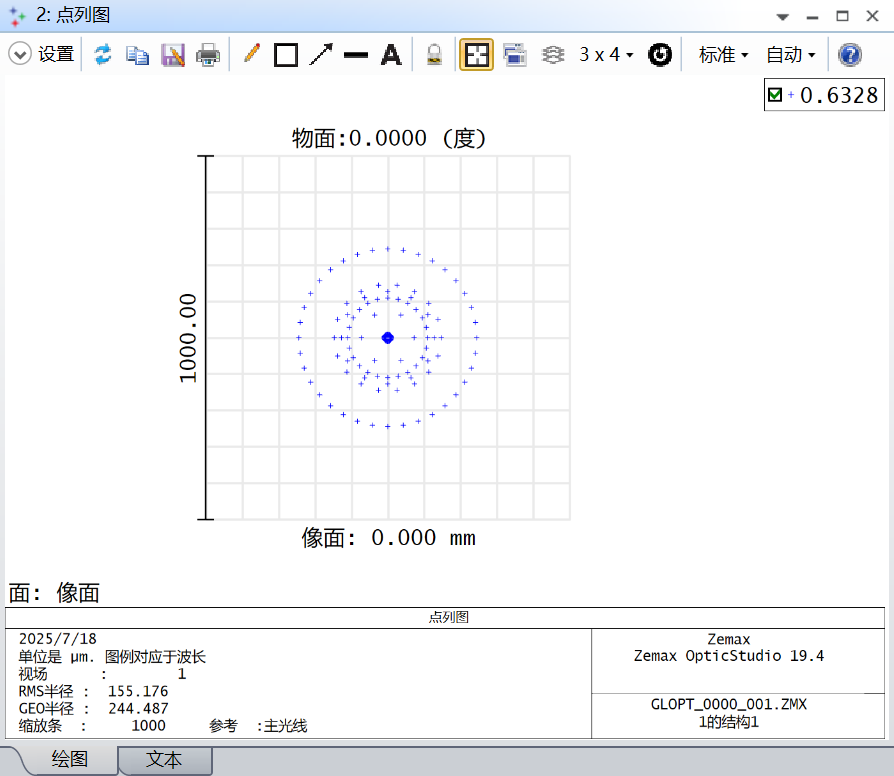 2: 点列图
设置
A
3 x 4
标准
自动
?
0.6328
物面:0.0000 (度)
1000.00
像面: 0.000 mm
面: 像面
点列图
2025/7/18
单位是 µm. 图例对应于波长
视场 : 1
RMS半径 : 155.176
GEO半径 : 244.487
缩放条 : 1000 参考 :主光线
Zemax
Zemax OpticStudio 19.4
GLOPT_0000_001.ZMX
1的结构1
绘图
文本